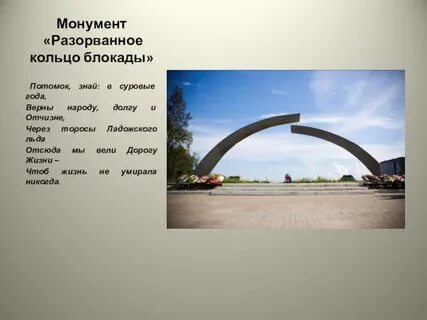 Монумент
«Разорванное
кольцо блокады»
Потомок, знай: в суровые
года,
Верны народу, долгу и
Отчизне,
Через торосы Ладожского
льда
Отсюда мы вели Дорогу
Жизни –
Чтоб жизнь не умирала
никогда.